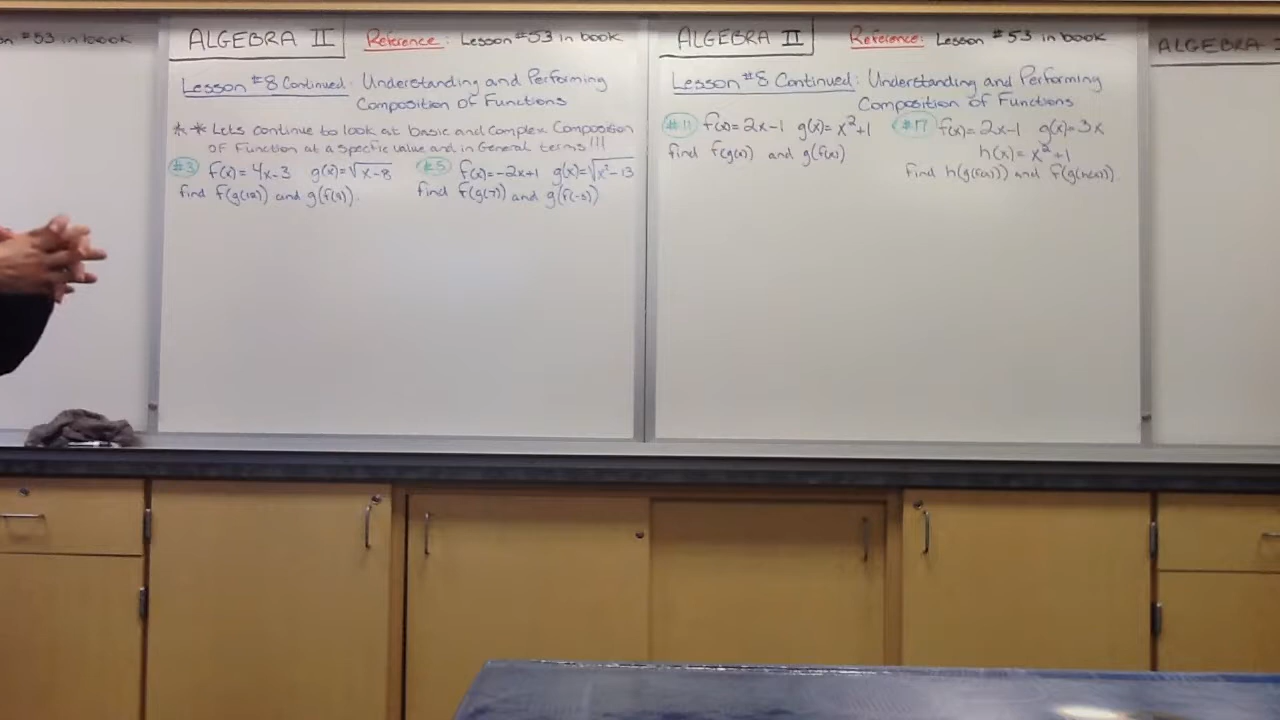 on #53 in book
ALGEBRA II
Reference: Lesson #53 in book
Lesson #8 Continued: Understanding and Performing
Composition of Functions
** Lets continue to look at basic and Complex Composition
of Function at a specific value and in General terms!!!
#3 f(x)=4x-3 g(x)=√x-8
find f(g(12)) and g(f(9)).
#5 f(x)=-2x+1 g(x)=√x²-13
find f(g(7)) and g(f(-3))
ALGEBRA II
Reference: Lesson #53 in book
Lesson #8 Continued: Understanding and Performing
Composition of Functions
#11 f(x)=2x-1 g(x)=x²+1
find f(g(x)) and g(f(x))
#17 f(x)=2x-1 g(x)=3x
h(x)=x²+1
find h(g(f(x))) and f(g(h(x)))
ALGEBRA